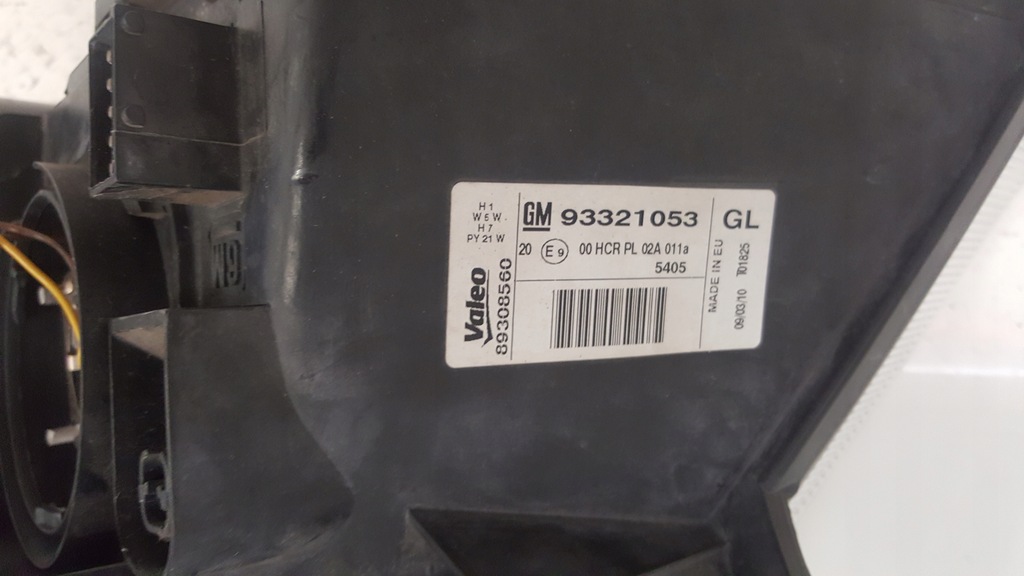 H1
W5W.
H7
PY21W
GM 93321053
20 E9 00 HCR PL 02A 011a
5405
Valeo
89308560
GL
MADE IN EU
09/03/10 T01825